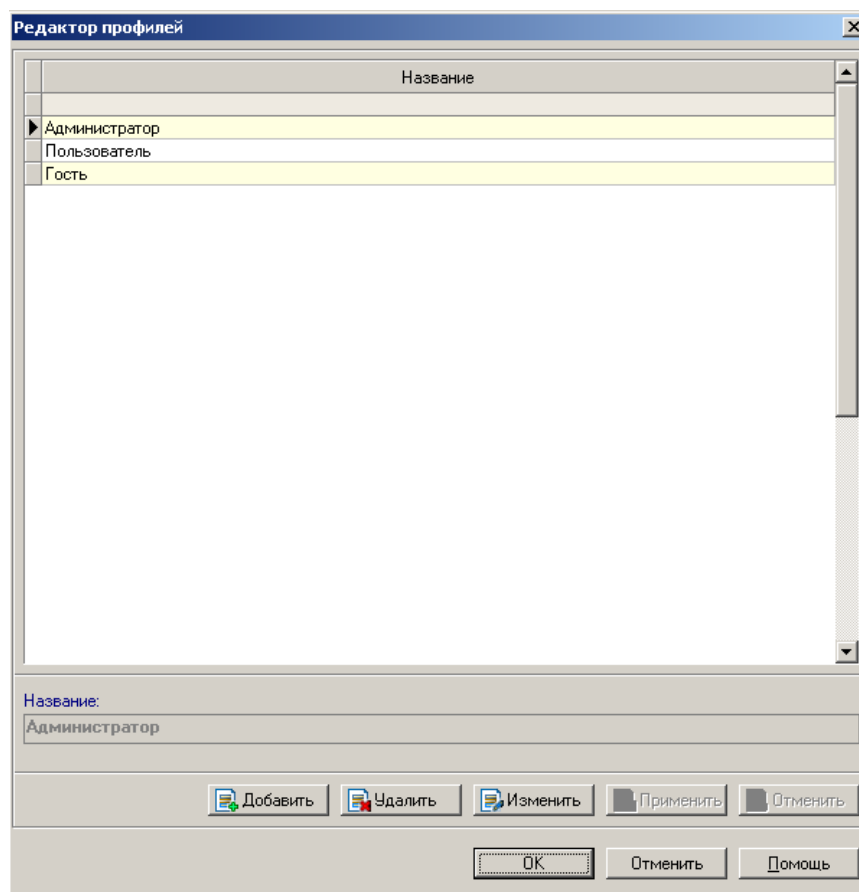 Редактор профилей
Название
Администратор
Пользователь
Гость
Название:
Администратор
Добавить Удалить Изменить Применить Отменить
OK Отменить Помощь